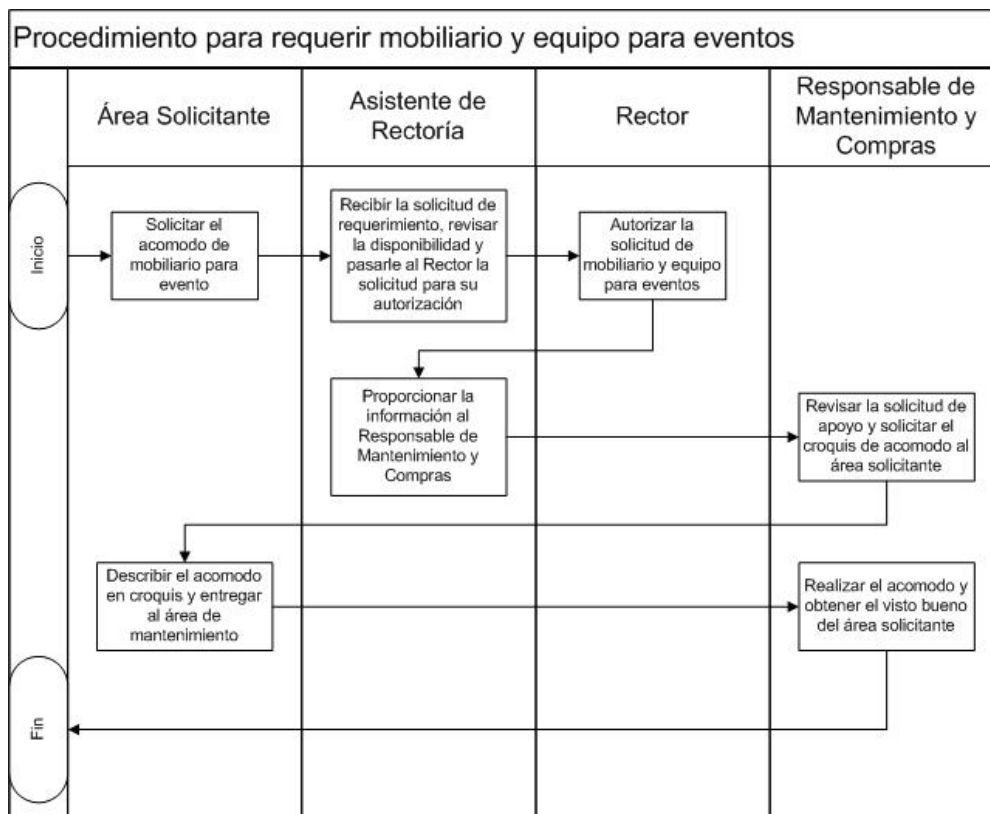 Procedimiento para requerir mobiliario y equipo para eventos
Área Solicitante
Asistente de
Rectoría
Rector
Responsable de
Mantenimiento y
Compras
Inicio
Solicitar el
acomodo de
mobiliario para
evento
Recibir la solicitud de
requerimiento, revisar
la disponibilidad y
pasarle al Rector la
solicitud para su
autorización
Autorizar la
solicitud de
mobiliario y equipo
para eventos
Proporcionar la
información al
Responsable de
Mantenimiento y
Compras
Revisar la solicitud de
apoyo y solicitar el
croquis de acomodo al
área solicitante
Describir el acomodo
en croquis y entregar
al área de
mantenimiento
Realizar el acomodo y
obtener el visto bueno
del área solicitante
Fin